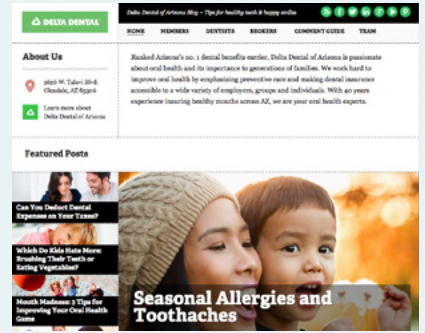 DELTA DENTAL
Delta Dental of Arizona Blog – Tips for healthy teeth & happy smiles
HOME MEMBERS DENTISTS BROKERS COMMENT GUIDE TEAM
About Us
5656 W. Talavi Blvd.
Glendale, AZ 85306
Learn more about
Delta Dental of Arizona
Ranked Arizona's no. 1 dental benefits carrier, Delta Dental of Arizona is passionate
about oral health and its importance to generations of families. We work hard to
improve oral health by emphasizing preventive care and making dental insurance
accessible to a wide variety of employers, groups and individuals. With 40 years
experience insuring healthy mouths across AZ, we are your oral health experts.
Featured Posts
Can You Deduct Dental
Expenses on Your Taxes?
Which Do Kids Hate More:
Brushing Their Teeth or
Eating Vegetables?
Mouth Madness: 3 Tips for
Improving Your Oral Health
Game
Seasonal Allergies and
Toothaches